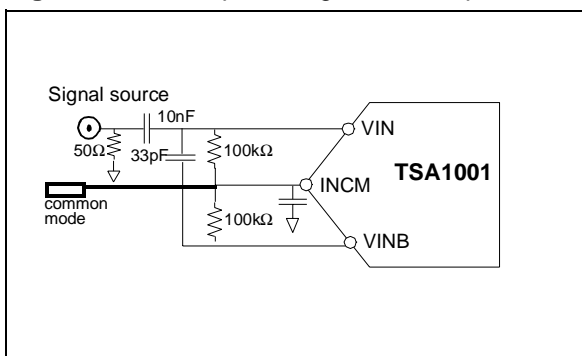 Signal source
10nF
50Ω
33pF
100kΩ
VIN
TSA1001
INCM
common
mode
100kΩ
VINB